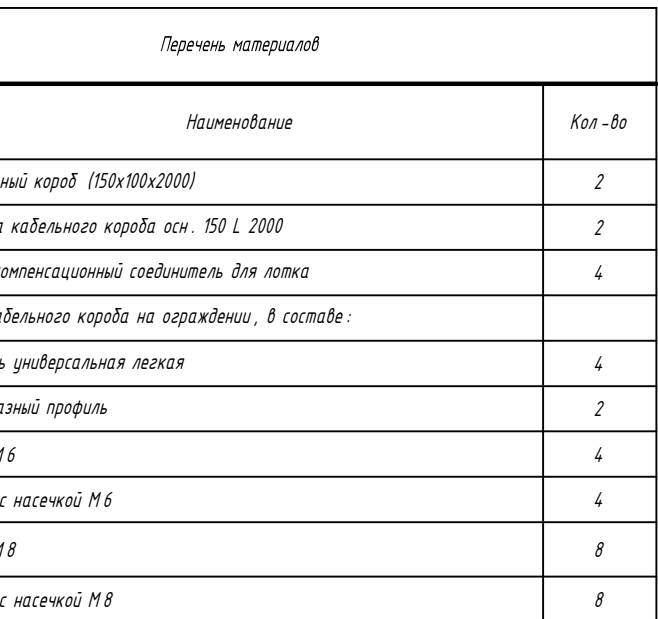 Перечень материалов
Наименование Кол-во
ный короб (150х100х2000) 2
а кабельного короба осн. 150 L 2000 2
омпенсационный соединитель для лотка 4
абельного короба на ограждении, в составе:
ь универсальная легкая 4
азный профиль 2
М6 4
с насечкой М6 4
М8 8
с насечкой М8 8